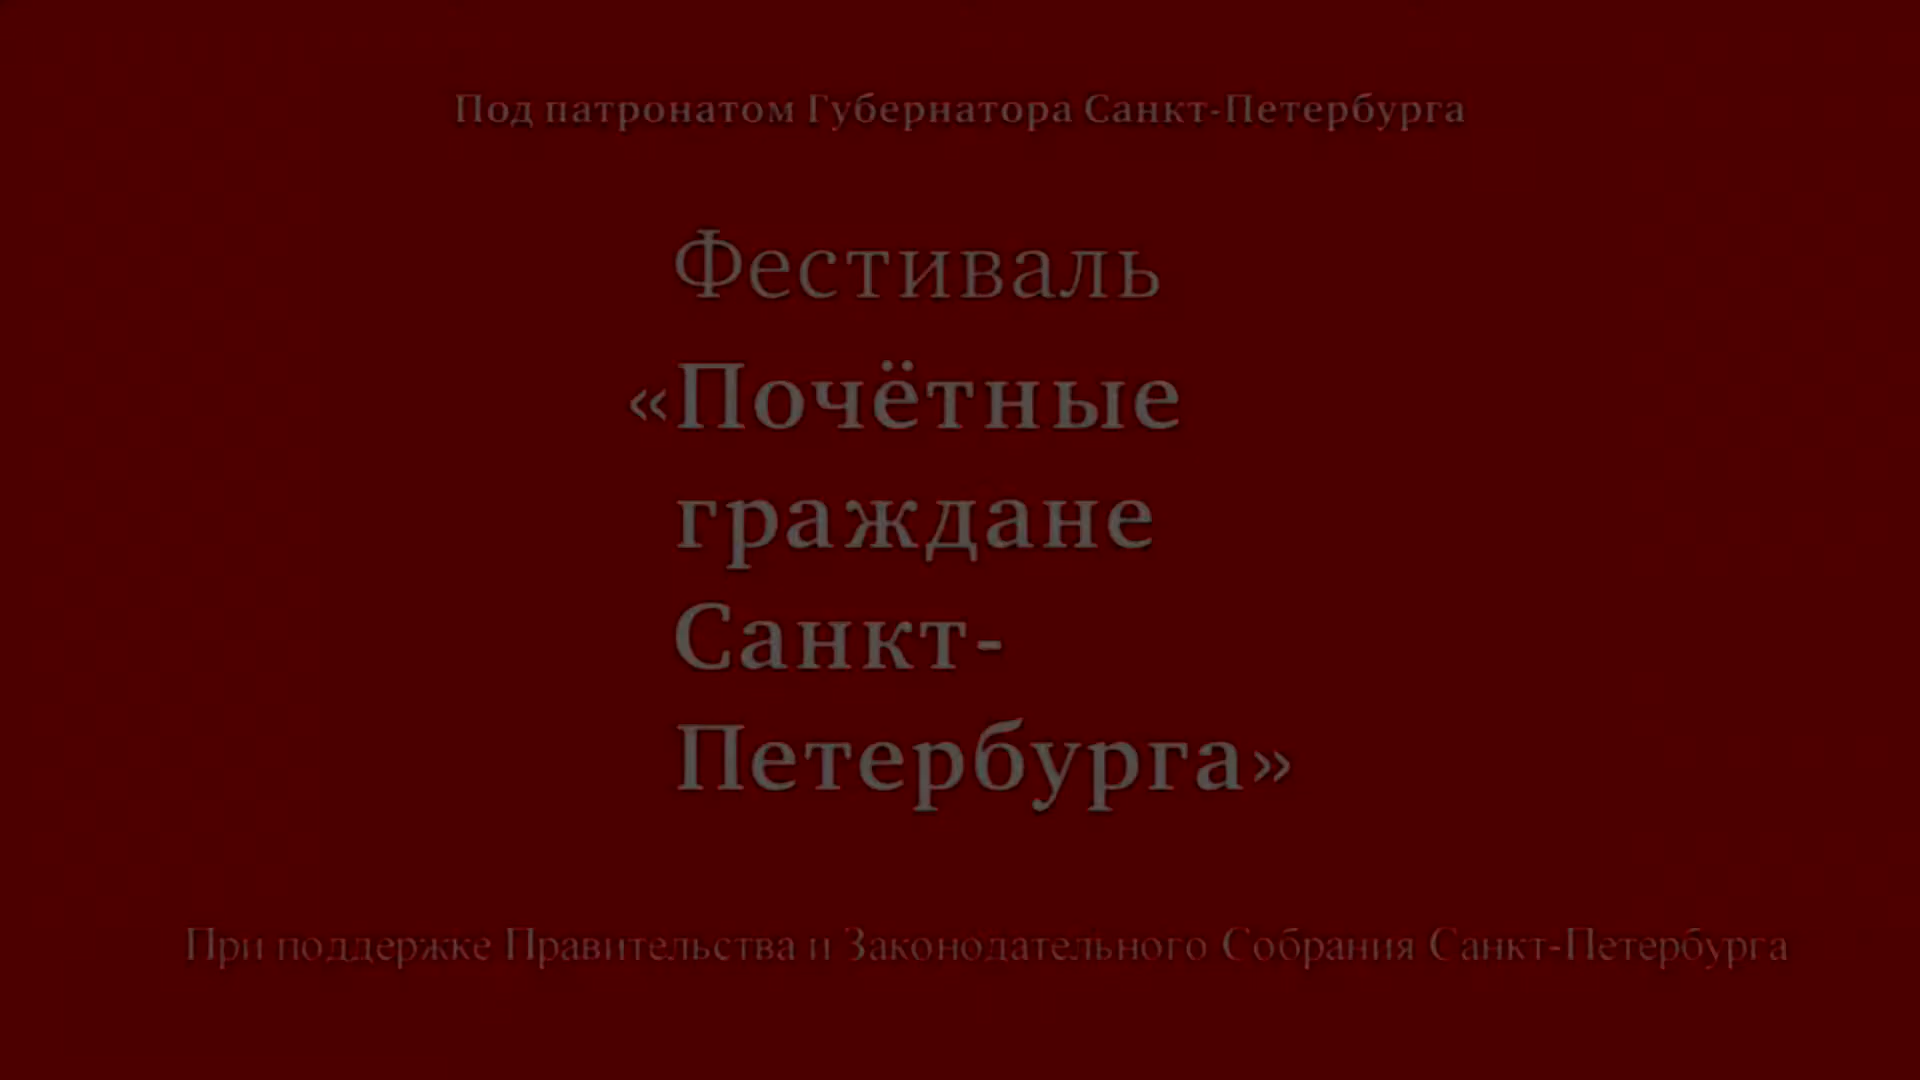 Под патронатом Губернатора Санкт-Петербурга
Фестиваль
«Почётные
граждане
Санкт-
Петербурга»
При поддержке Правительства и Законодательного Собрания Санкт-Петербурга